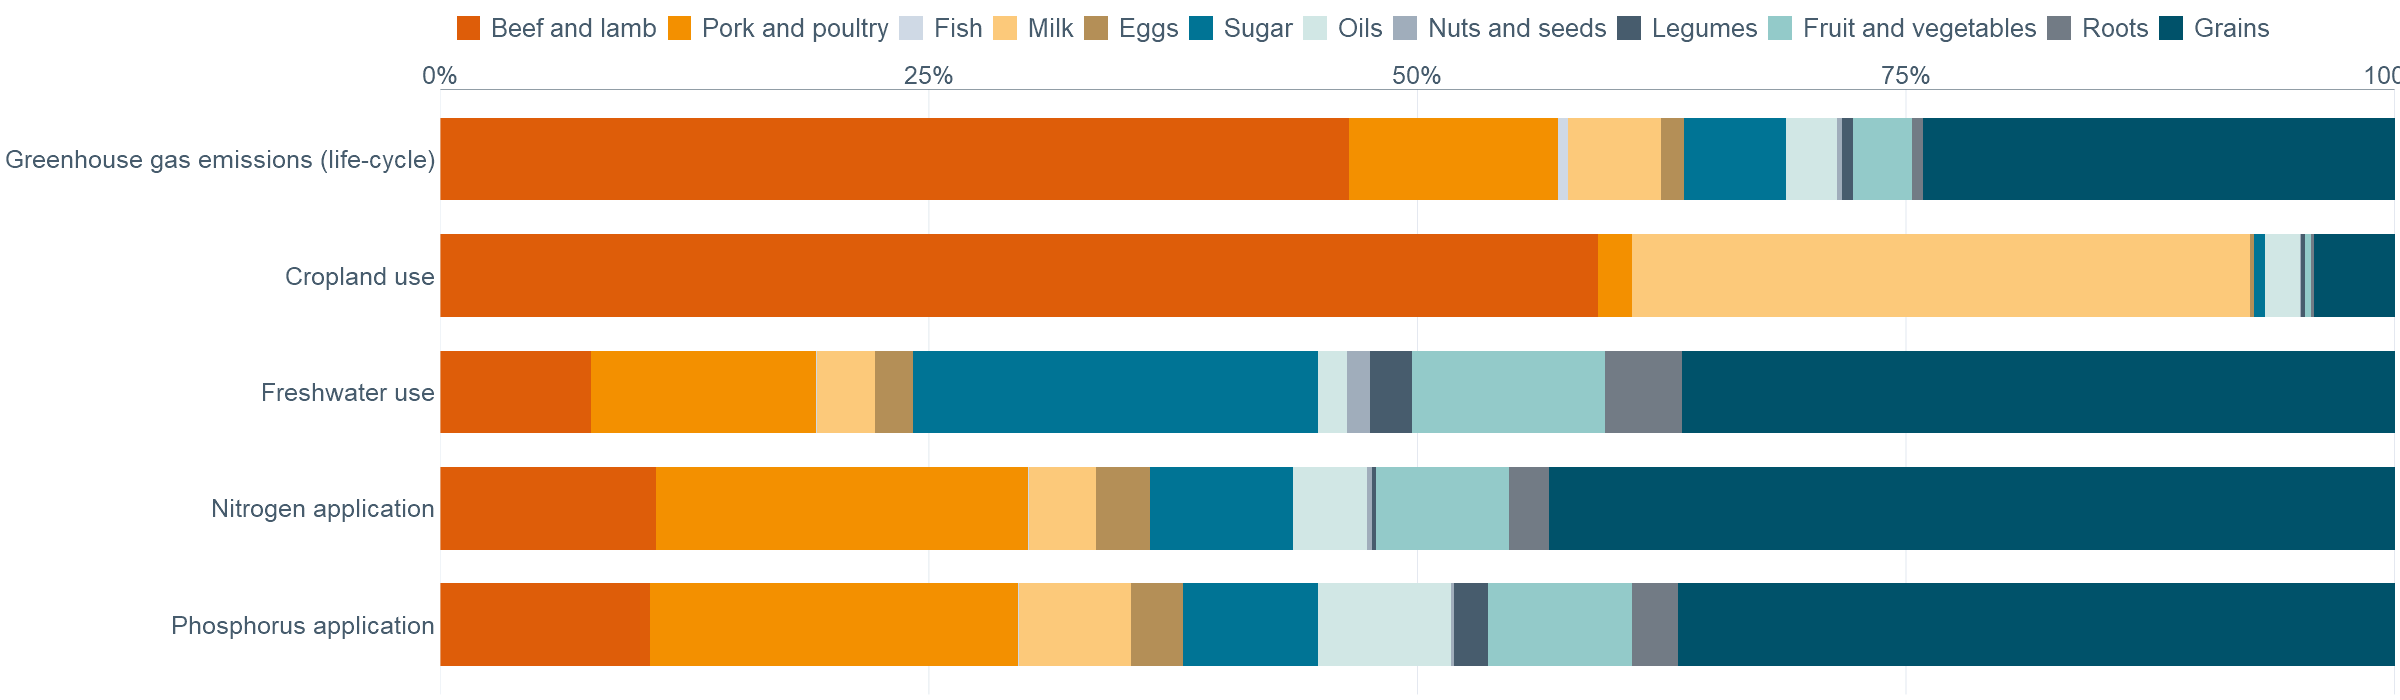 Beef and lamb Pork and poultry Fish Milk Eggs Sugar Oils Nuts and seeds Legumes Fruit and vegetables Roots Grains
0% 25% 50% 75% 100
Greenhouse gas emissions (life-cycle)
Cropland use
Freshwater use
Nitrogen application
Phosphorus application